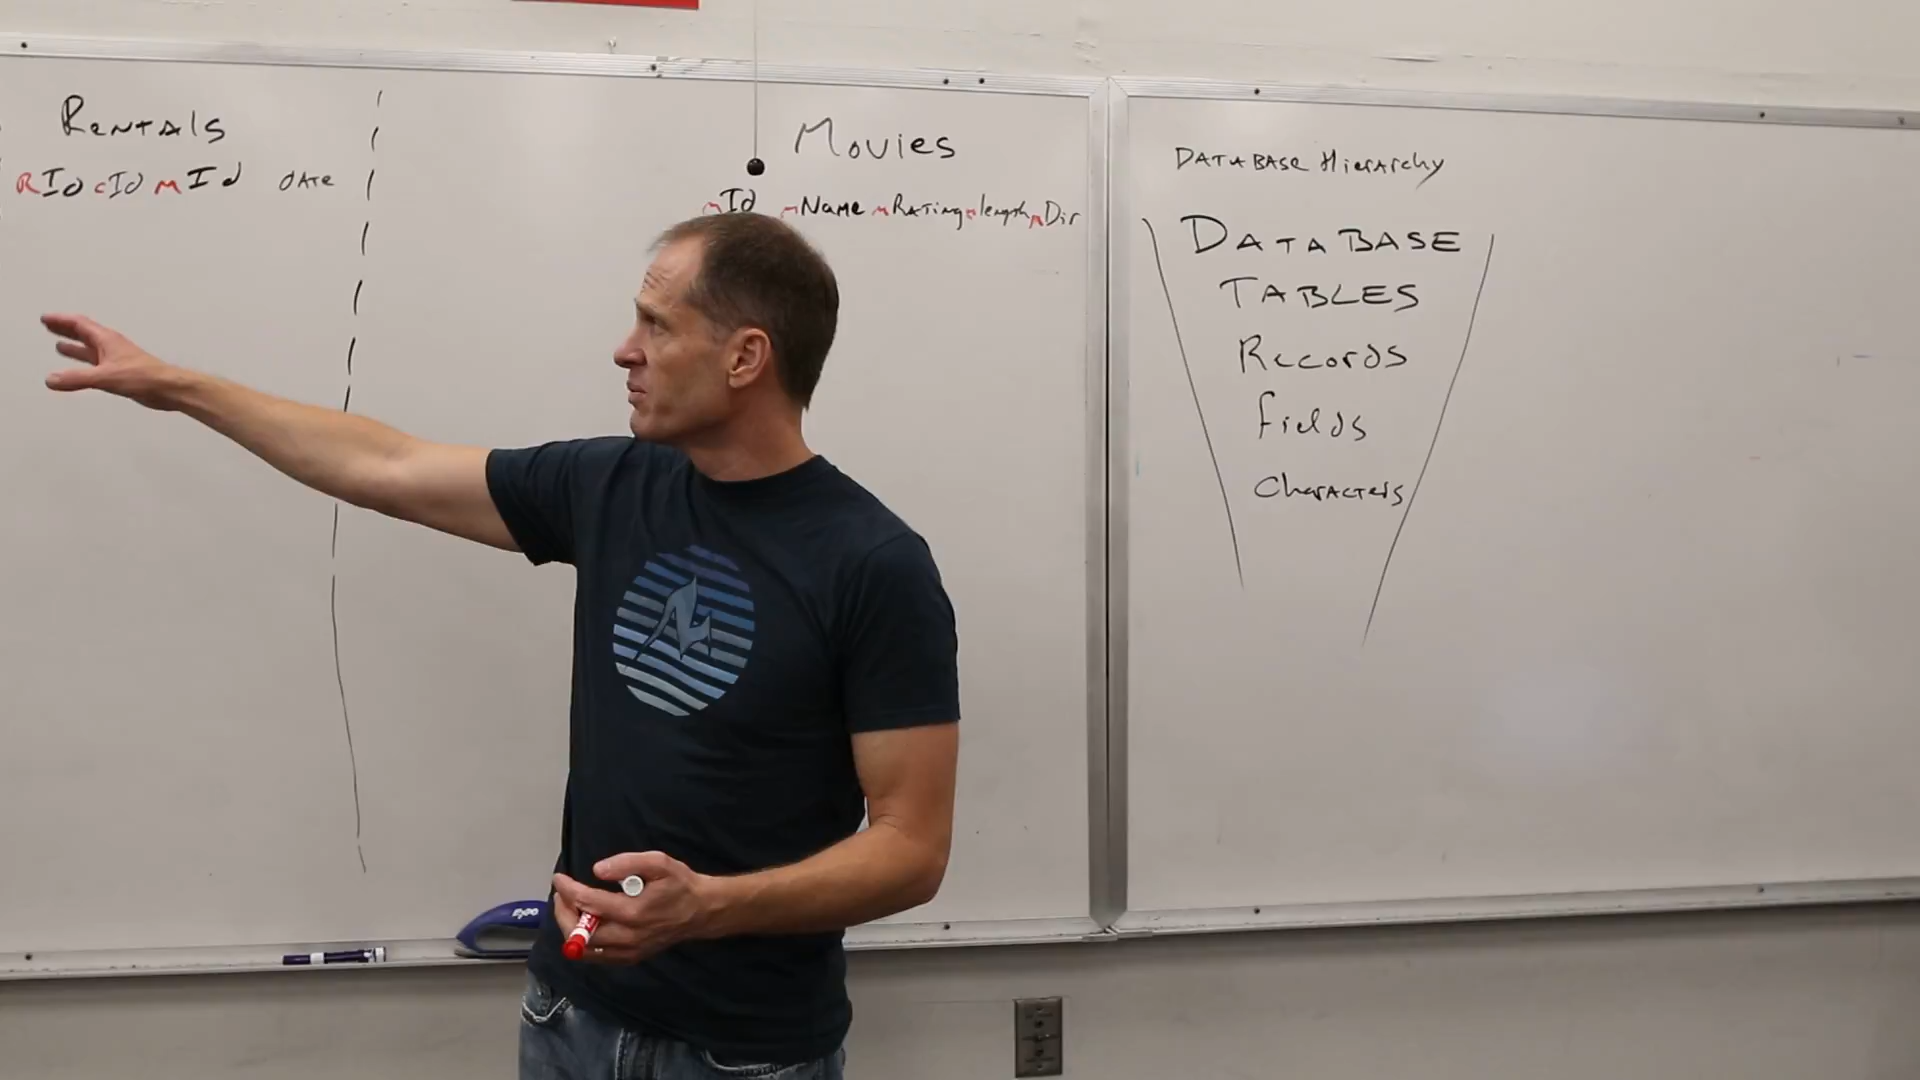 Rentals
RId cId mId Date
Movies
mId mName mRating mlength mDir
Database Hierarchy
DATABASE
TABLES
Records
fields
Characters